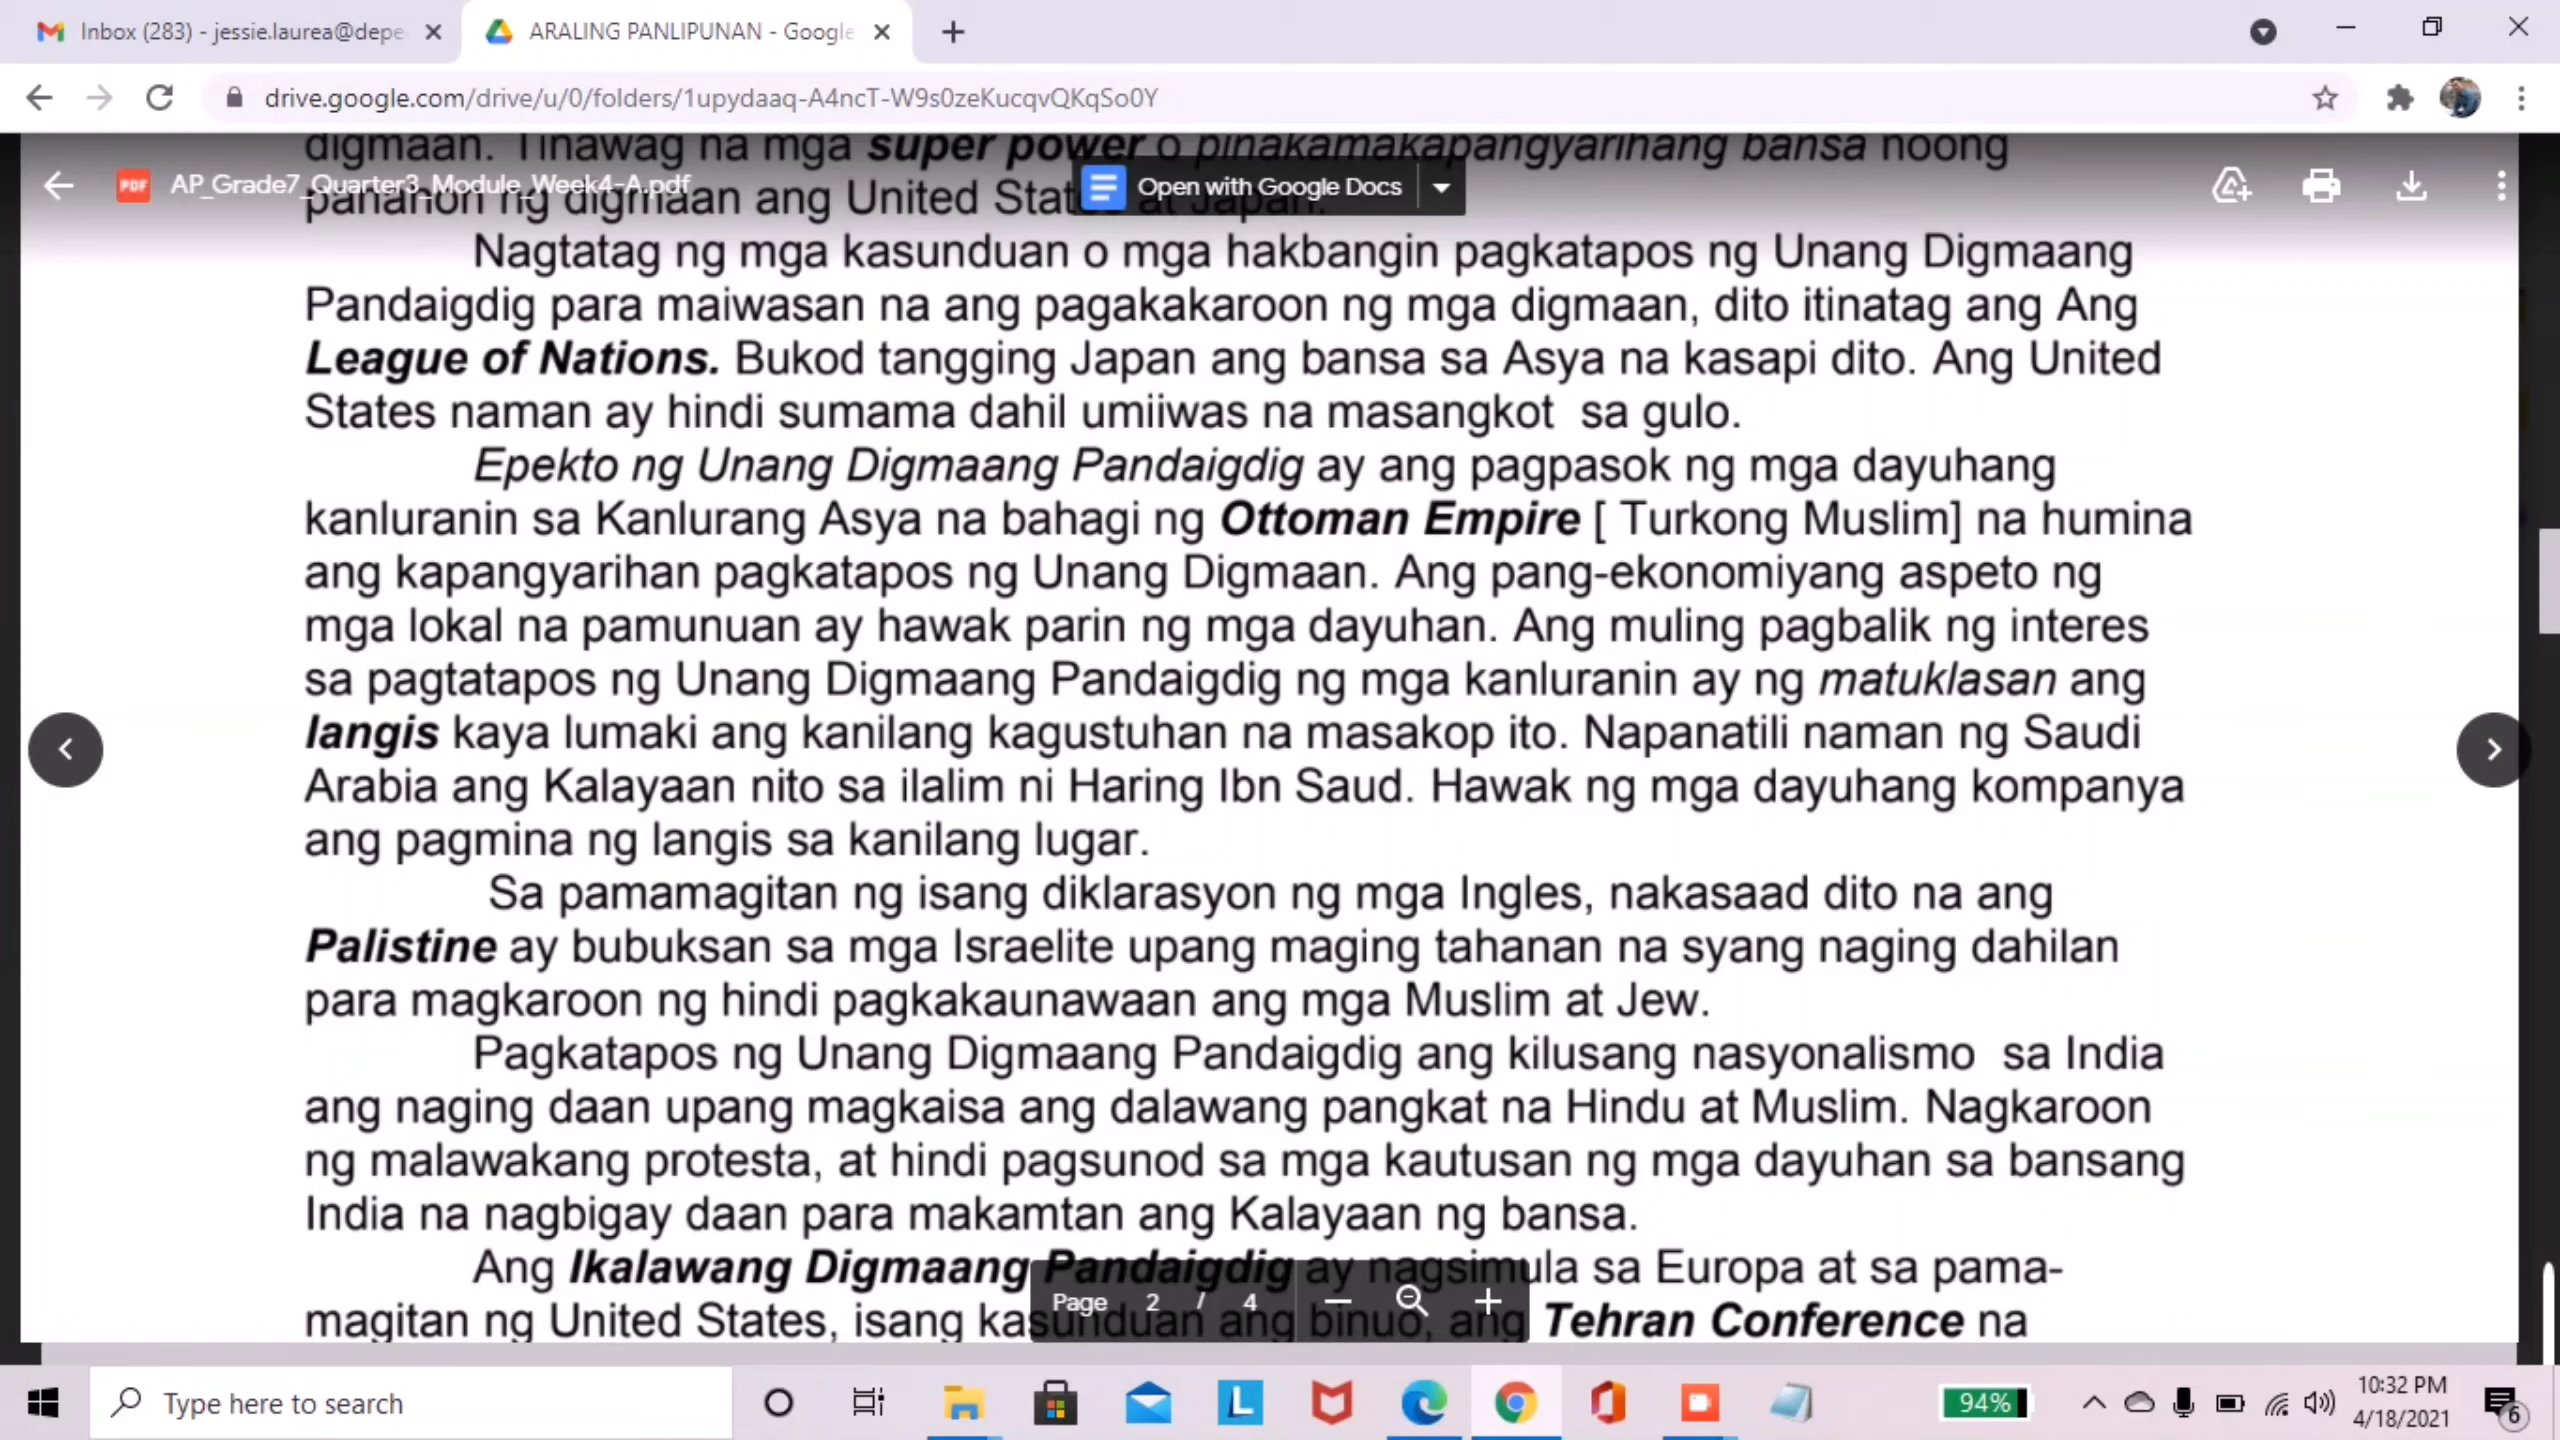 Inbox (283) - jessie.laurea@depe
ARALING PANLIPUNAN - Google
drive.google.com/drive/u/0/folders/1upydaaq-A4ncT-W9s0zeKucqvQKqSo0Y
digmaan. Tinawag na mga super power o pinakamakapangyarihang bansa noong
PDF AP_Grade7_Quarter3_Module_Week4-A.pdf
Open with Google Docs
panahon ng digmaan ang United States at Japan.
Nagtatag ng mga kasunduan o mga hakbangin pagkatapos ng Unang Digmaang
Pandaigdig para maiwasan na ang pagakakaroon ng mga digmaan, dito itinatag ang Ang
League of Nations. Bukod tangging Japan ang bansa sa Asya na kasapi dito. Ang United
States naman ay hindi sumama dahil umiiwas na masangkot sa gulo.
Epekto ng Unang Digmaang Pandaigdig ay ang pagpasok ng mga dayuhang
kanluranin sa Kanlurang Asya na bahagi ng Ottoman Empire [ Turkong Muslim] na humina
ang kapangyarihan pagkatapos ng Unang Digmaan. Ang pang-ekonomiyang aspeto ng
mga lokal na pamunuan ay hawak parin ng mga dayuhan. Ang muling pagbalik ng interes
sa pagtatapos ng Unang Digmaang Pandaigdig ng mga kanluranin ay ng matuklasan ang
langis kaya lumaki ang kanilang kagustuhan na masakop ito. Napanatili naman ng Saudi
Arabia ang Kalayaan nito sa ilalim ni Haring Ibn Saud. Hawak ng mga dayuhang kompanya
ang pagmina ng langis sa kanilang lugar.
Sa pamamagitan ng isang diklarasyon ng mga Ingles, nakasaad dito na ang
Palistine ay bubuksan sa mga Israelite upang maging tahanan na syang naging dahilan
para magkaroon ng hindi pagkakaunawaan ang mga Muslim at Jew.
Pagkatapos ng Unang Digmaang Pandaigdig ang kilusang nasyonalismo sa India
ang naging daan upang magkaisa ang dalawang pangkat na Hindu at Muslim. Nagkaroon
ng malawakang protesta, at hindi pagsunod sa mga kautusan ng mga dayuhan sa bansang
India na nagbigay daan para makamtan ang Kalayaan ng bansa.
Ang Ikalawang Digmaang Pandaigdig ay nagsimula sa Europa at sa pama-
magitan ng United States, isang kasunduan ang binuo, ang Tehran Conference na
Page 2 / 4
Type here to search
94%
10:32 PM
4/18/2021
6